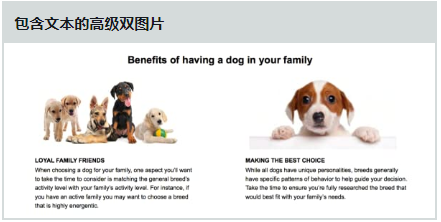 包含文本的高级双图片
Benefits of having a dog in your family
LOYAL FAMILY FRIENDS
When choosing a dog for your family, one aspect you'll want
to take the time to consider is matching the general breed's
activity level with your family's activity level. For instance, if
you have an active family you may want to choose a breed
that is highly energentic.
MAKING THE BEST CHOICE
While all dogs have unique personalities, breeds generally
have specific patterns of behavior to help guide your decision.
Take the time to ensure you're fully researched the breed that
would best fit with your family's needs.